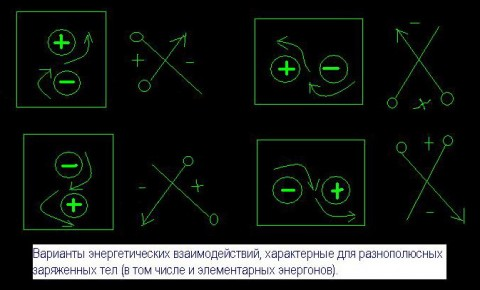 + - + -
+ - + - x
- + - +
- + + -
Варианты энергетических взаимодействий, характерные для разнополюсных
заряженных тел (в том числе и элементарных энергонов).